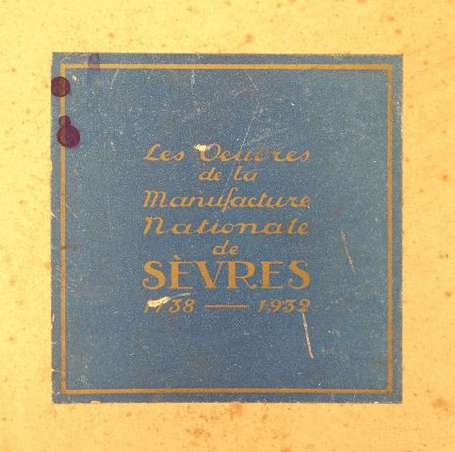 Les Oeuvres
de la
Manufacture
Nationale
de
SÈVRES
1738 — 1932